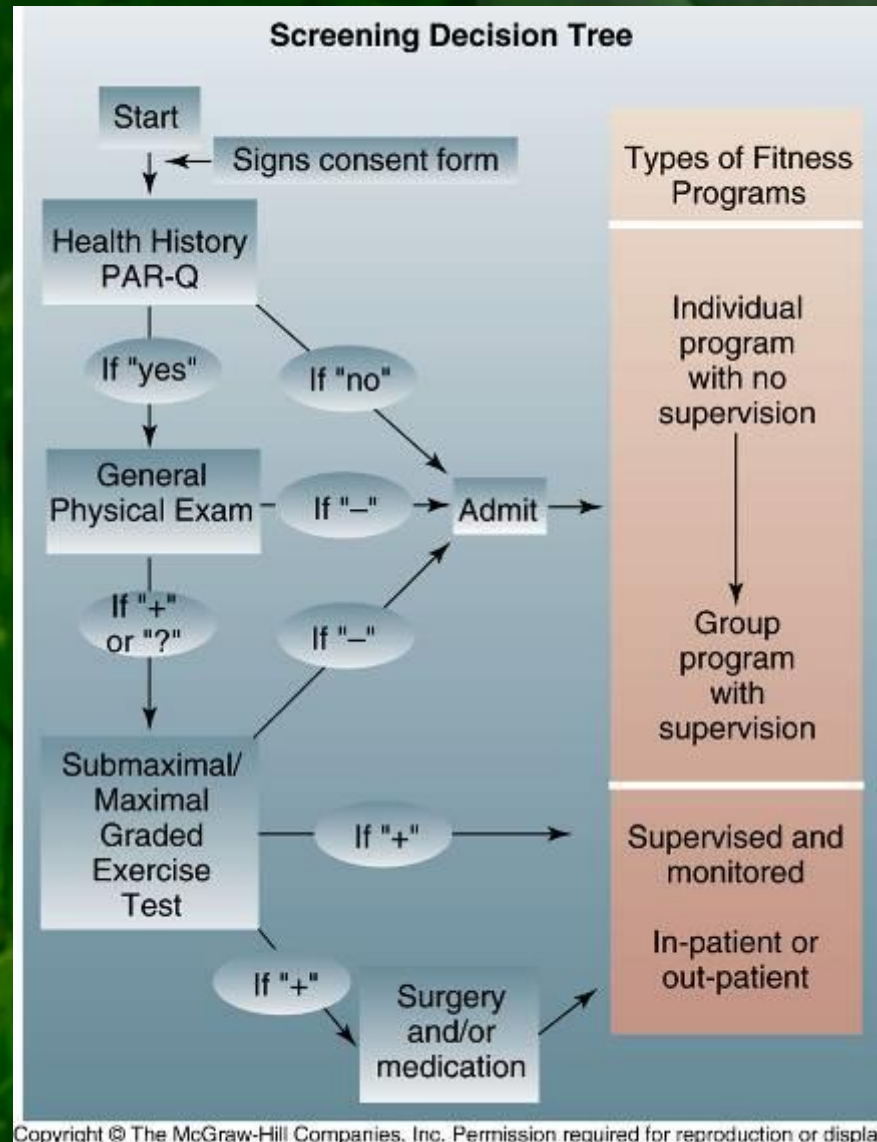 Screening Decision Tree
Start
Signs consent form
Health History
PAR-Q
If "yes"
If "no"
General
Physical Exam
If "–"
Admit
If "+"
or "?"
If "–"
Submaximal/
Maximal
Graded
Exercise
Test
If "+"
If "+"
Surgery
and/or
medication
Types of Fitness
Programs
Individual
program
with no
supervision
Group
program
with
supervision
Supervised and
monitored
In-patient or
out-patient
Copyright © The McGraw-Hill Companies, Inc. Permission required for reproduction or displa